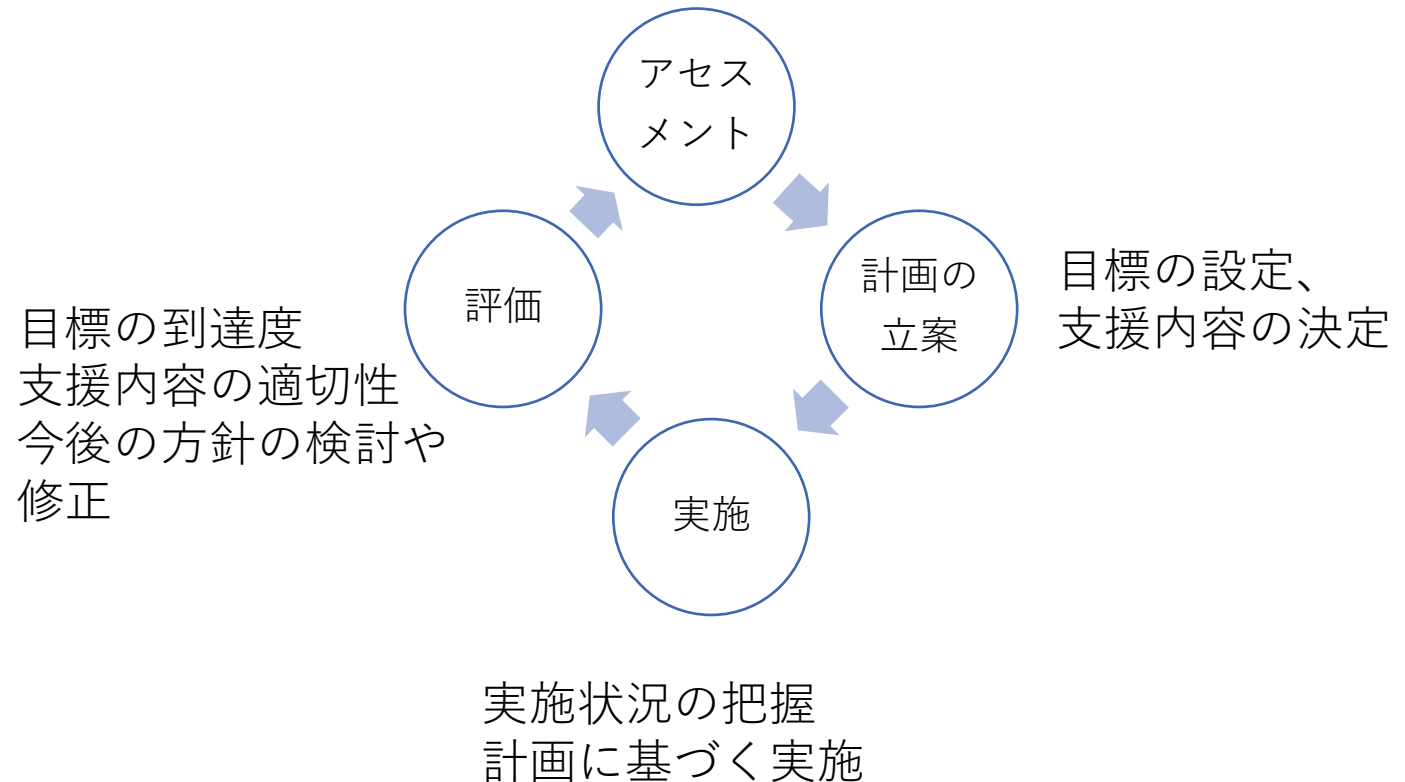 アセス
メント
計画の
立案
目標の設定、
支援内容の決定
評価
目標の到達度
支援内容の適切性
今後の方針の検討や
修正
実施
実施状況の把握
計画に基づく実施